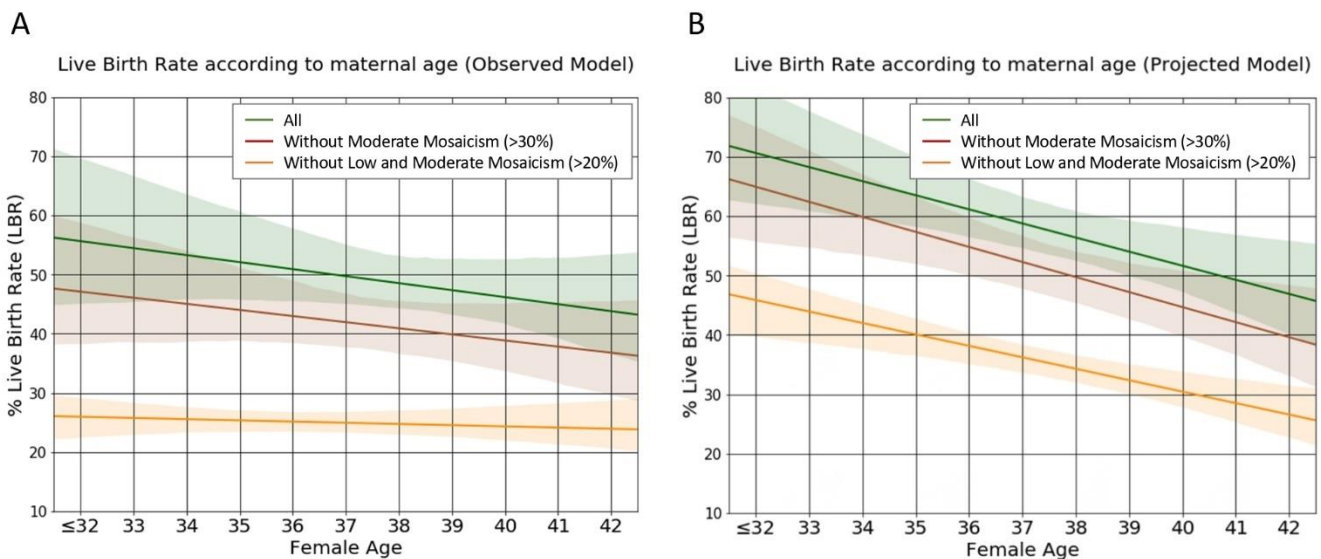 A
Live Birth Rate according to maternal age (Observed Model)
% Live Birth Rate (LBR)
80
70
60
50
40
30
20
10
All
Without Moderate Mosaicism (>30%)
Without Low and Moderate Mosaicism (>20%)
≤32 33 34 35 36 37 38 39 40 41 42
Female Age
B
Live Birth Rate according to maternal age (Projected Model)
% Live Birth Rate (LBR)
80
70
60
50
40
30
20
10
All
Without Moderate Mosaicism (>30%)
Without Low and Moderate Mosaicism (>20%)
≤32 33 34 35 36 37 38 39 40 41 42
Female Age